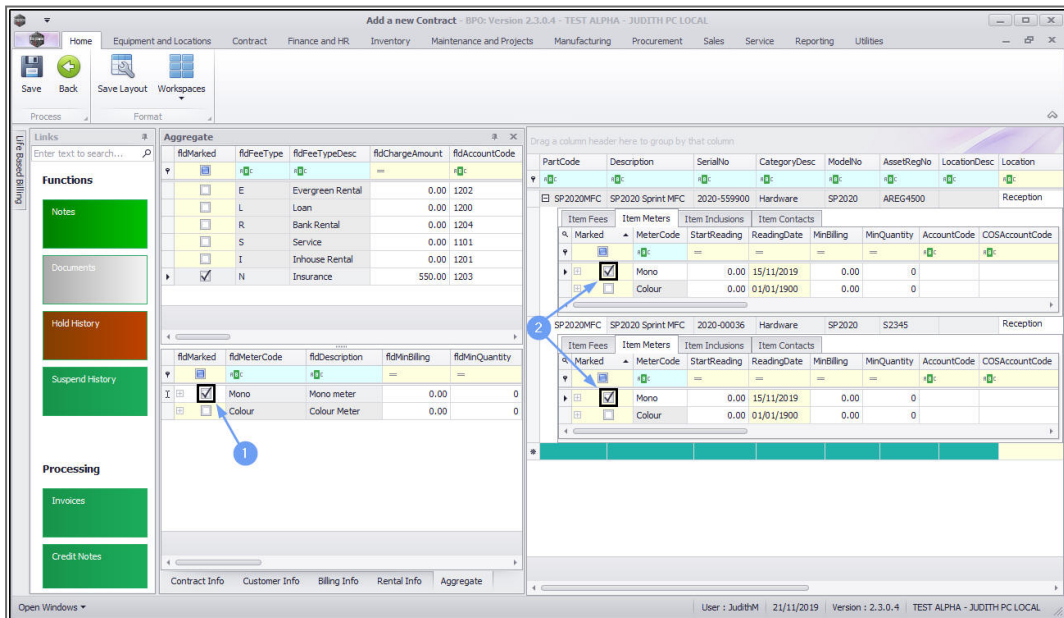 Add a new Contract - BPO: Version 2.3.0.4 - TEST ALPHA - JUDITH PC LOCAL
Home Equipment and Locations Contract Finance and HR Inventory Maintenance and Projects Manufacturing Procurement Sales Service Reporting Utilities
Save Back Save Layout Workspaces
Process Format
Life Based Billing
Links
Enter text to search...
Functions
Notes
Documents
Hold History
Suspend History
Processing
Invoices
Credit Notes
Aggregate
fldMarked fldFeeType fldFeeTypeDesc fldChargeAmount fldAccountCode
E Evergreen Rental 0.00 1202
L Loan 0.00 1200
R Bank Rental 0.00 1204
S Service 0.00 1101
I Inhouse Rental 0.00 1201
N Insurance 550.00 1203
fldMarked fldMeterCode fldDescription fldMinBilling fldMinQuantity
Mono Mono meter 0.00 0
Colour Colour Meter 0.00 0
1
Contract Info Customer Info Billing Info Rental Info Aggregate
Drag a column header here to group by that column
PartCode Description SerialNo CategoryDesc ModelNo AssetRegNo LocationDesc Location
SP2020MFC SP2020 Sprint MFC 2020-559900 Hardware SP2020 AREG4500 Reception
Item Fees Item Meters Item Inclusions Item Contacts
Marked MeterCode StartReading ReadingDate MinBilling MinQuantity AccountCode COSAccountCode
Mono 0.00 15/11/2019 0.00 0
Colour 0.00 01/01/1900 0.00 0
2
SP2020MFC SP2020 Sprint MFC 2020-00036 Hardware SP2020 S2345 Reception
Item Fees Item Meters Item Inclusions Item Contacts
Marked MeterCode StartReading ReadingDate MinBilling MinQuantity AccountCode COSAccountCode
Mono 0.00 15/11/2019 0.00 0
Colour 0.00 01/01/1900 0.00 0
Open Windows User : JudithM 21/11/2019 Version : 2.3.0.4 TEST ALPHA - JUDITH PC LOCAL